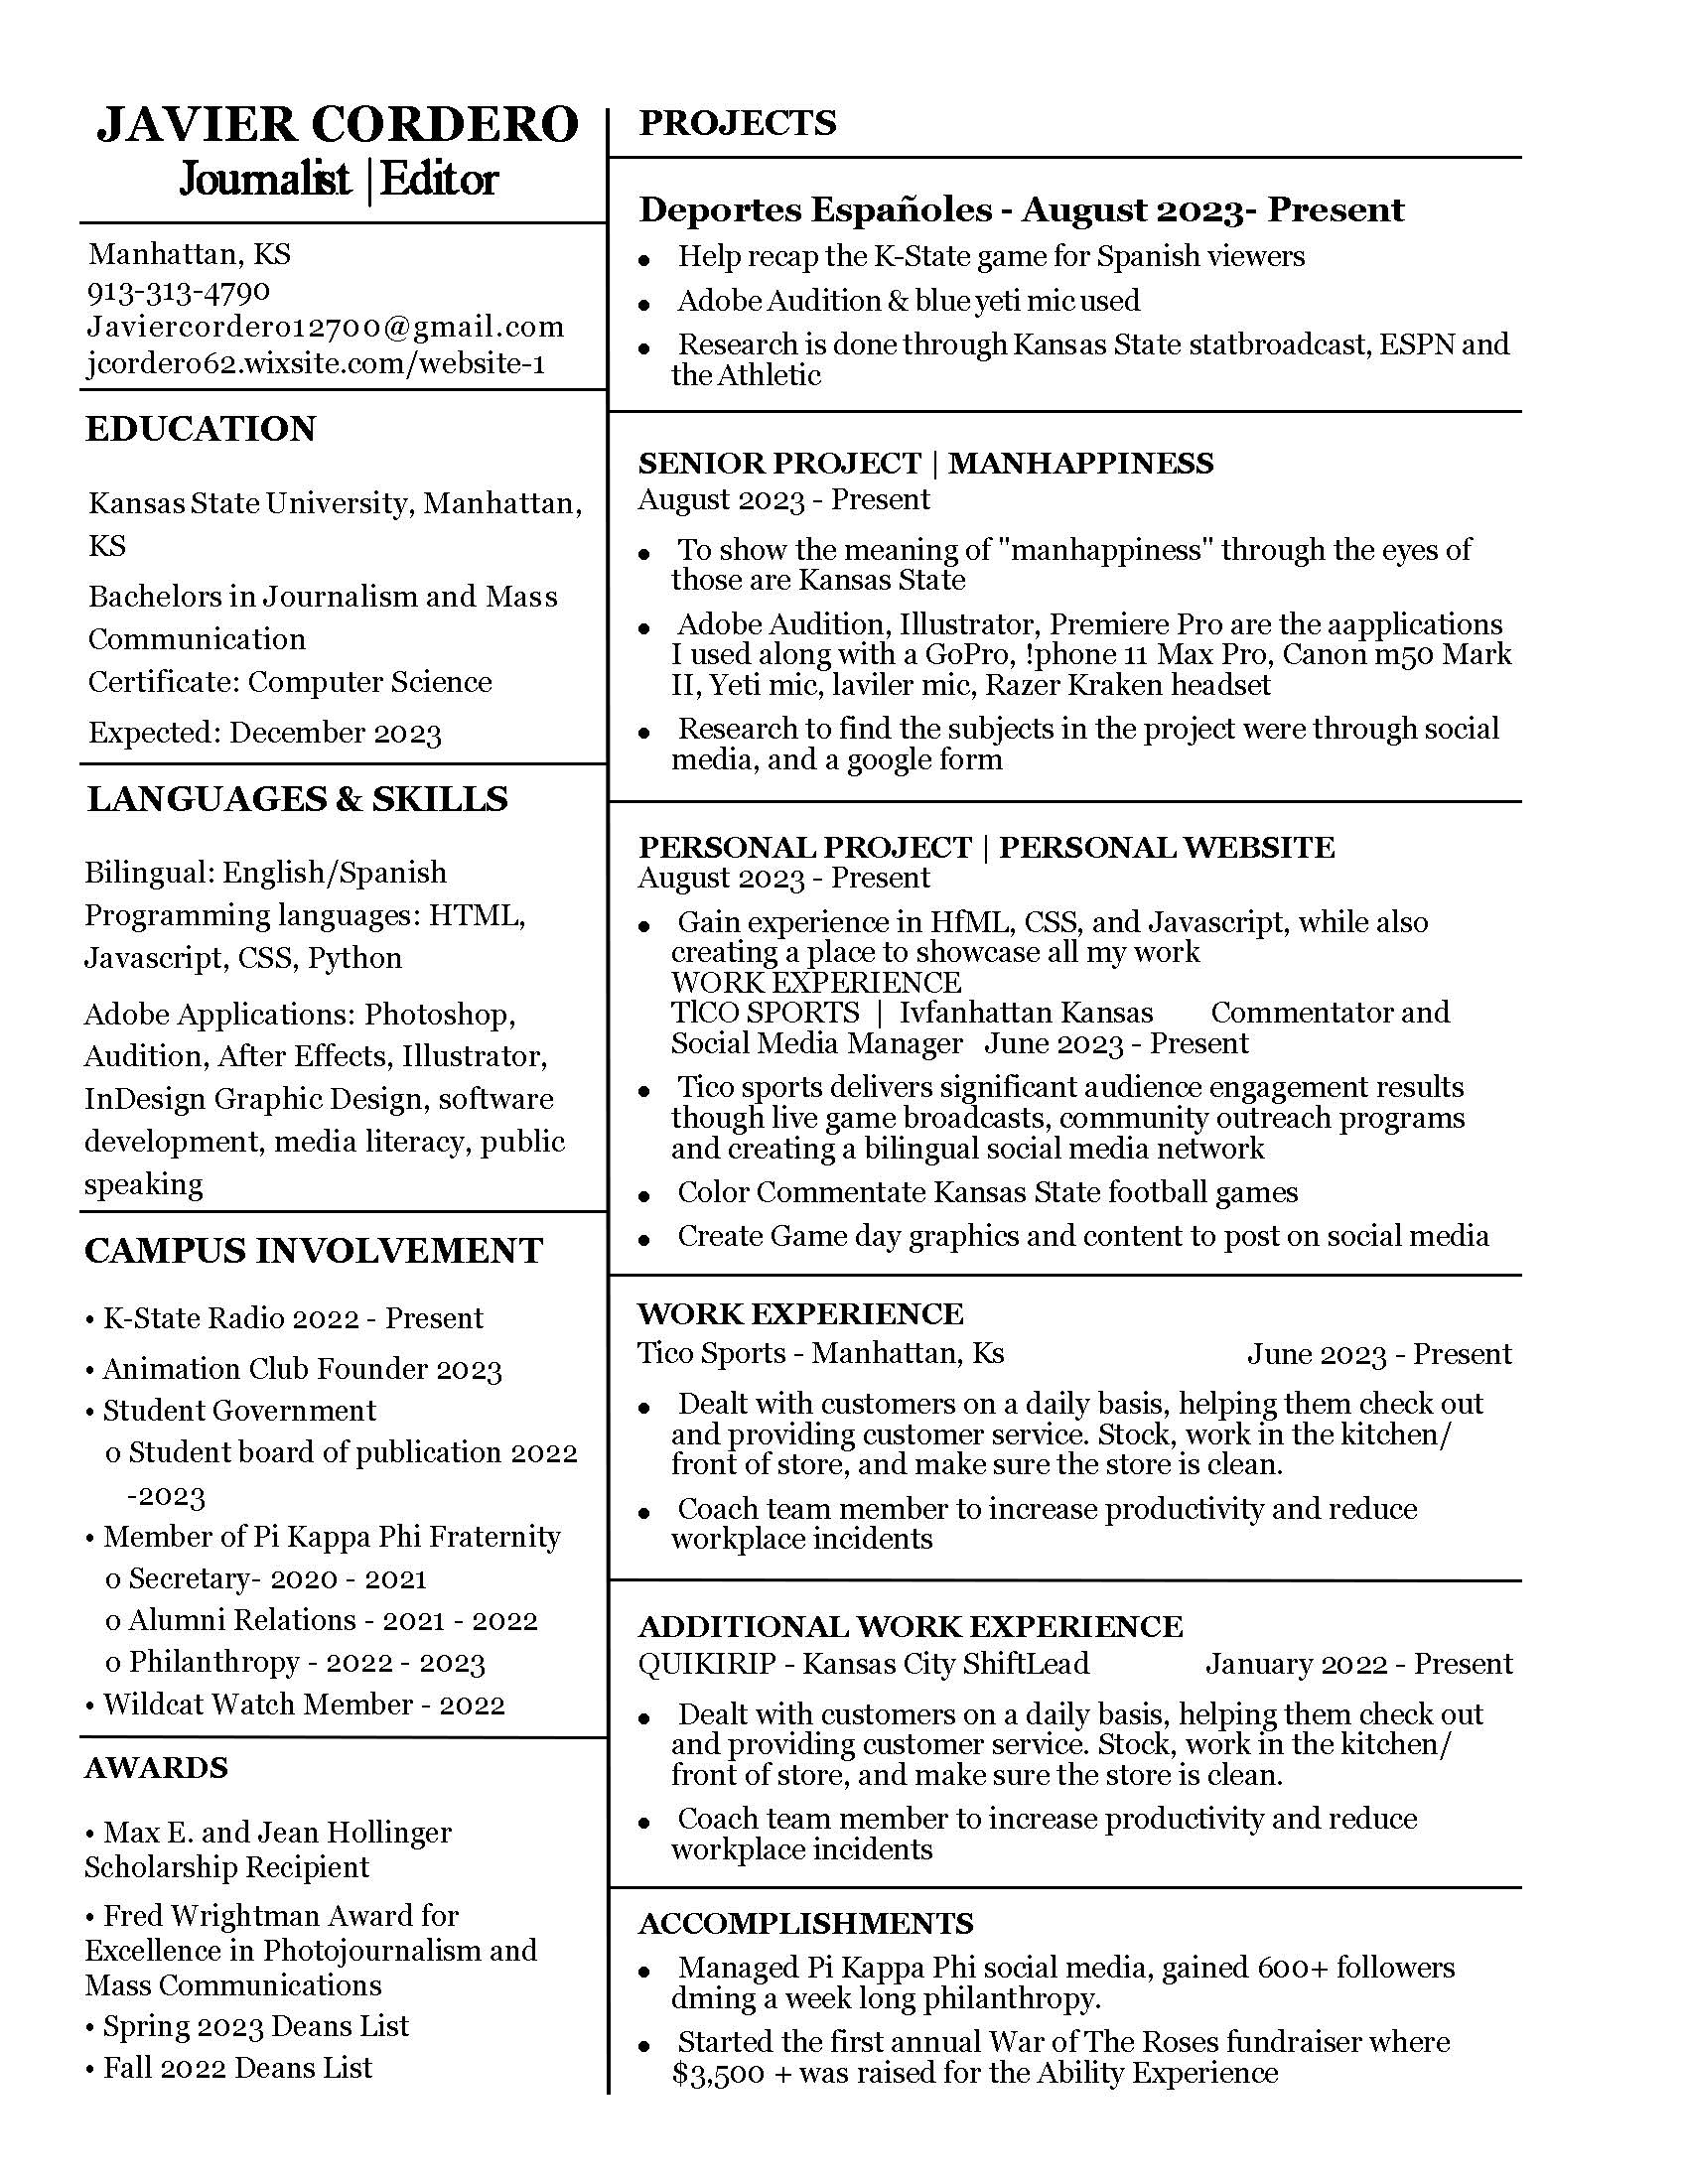 JAVIER CORDERO
Journalist | Editor
Manhattan, KS
913-313-4790
Javiercordero12700@gmail.com
jcordero62.wixsite.com/website-1
EDUCATION
Kansas State University, Manhattan,
KS
Bachelors in Journalism and Mass
Communication
Certificate: Computer Science
Expected: December 2023
LANGUAGES & SKILLS
Bilingual: English/Spanish
Programming languages: HTML,
Javascript, CSS, Python
Adobe Applications: Photoshop,
Audition, After Effects, Illustrator,
InDesign Graphic Design, software
development, media literacy, public
speaking
CAMPUS INVOLVEMENT
• K-State Radio 2022 - Present
• Animation Club Founder 2023
• Student Government
o Student board of publication 2022
-2023
• Member of Pi Kappa Phi Fraternity
o Secretary- 2020 - 2021
o Alumni Relations - 2021 - 2022
o Philanthropy - 2022 - 2023
• Wildcat Watch Member - 2022
AWARDS
• Max E. and Jean Hollinger
Scholarship Recipient
• Fred Wrightman Award for
Excellence in Photojournalism and
Mass Communications
• Spring 2023 Deans List
• Fall 2022 Deans List
PROJECTS
Deportes Españoles - August 2023- Present
• Help recap the K-State game for Spanish viewers
• Adobe Audition & blue yeti mic used
• Research is done through Kansas State statbroadcast, ESPN and
the Athletic
SENIOR PROJECT | MANHAPPINESS
August 2023 - Present
• To show the meaning of "manhappiness" through the eyes of
those are Kansas State
• Adobe Audition, Illustrator, Premiere Pro are the aapplications
I used along with a GoPro, !phone 11 Max Pro, Canon m50 Mark
II, Yeti mic, laviler mic, Razer Kraken headset
• Research to find the subjects in the project were through social
media, and a google form
PERSONAL PROJECT | PERSONAL WEBSITE
August 2023 - Present
• Gain experience in HfML, CSS, and Javascript, while also
creating a place to showcase all my work
WORK EXPERIENCE
TlCO SPORTS | Ivfanhattan Kansas Commentator and
Social Media Manager June 2023 - Present
• Tico sports delivers significant audience engagement results
though live game broadcasts, community outreach programs
and creating a bilingual social media network
• Color Commentate Kansas State football games
• Create Game day graphics and content to post on social media
WORK EXPERIENCE
Tico Sports - Manhattan, Ks June 2023 - Present
• Dealt with customers on a daily basis, helping them check out
and providing customer service. Stock, work in the kitchen/
front of store, and make sure the store is clean.
• Coach team member to increase productivity and reduce
workplace incidents
ADDITIONAL WORK EXPERIENCE
QUIKIRIP - Kansas City ShiftLead January 2022 - Present
• Dealt with customers on a daily basis, helping them check out
and providing customer service. Stock, work in the kitchen/
front of store, and make sure the store is clean.
• Coach team member to increase productivity and reduce
workplace incidents
ACCOMPLISHMENTS
• Managed Pi Kappa Phi social media, gained 600+ followers
dming a week long philanthropy.
• Started the first annual War of The Roses fundraiser where
$3,500 + was raised for the Ability Experience